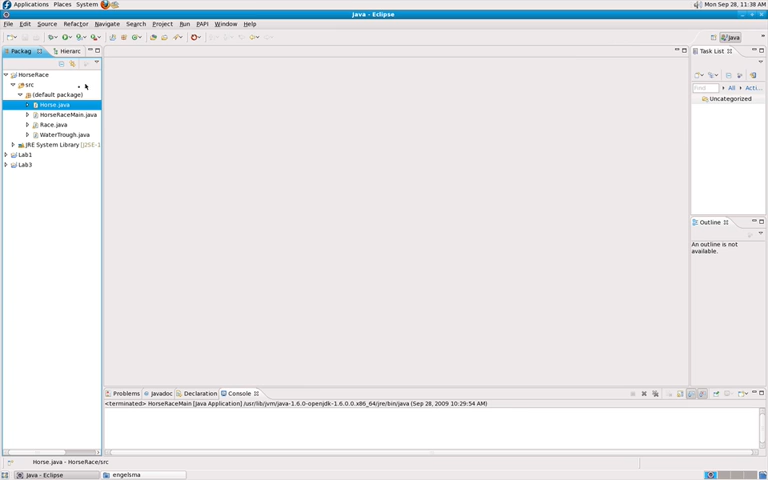 Applications Places System Mon Sep 28, 11:38 AM
Java - Eclipse
File Edit Source Refactor Navigate Search Project Run PAPI Window Help
Java
Packag Hierarc Task List
HorseRace
src
(default package)
Horse.java
HorseRaceMain.java
Race.java
WaterTrough.java
JRE System Library [J2SE-1
Lab1
Lab3
Find All Acti...
Uncategorized
Outline
An outline is not
available.
Problems Javadoc Declaration Console
<terminated> HorseRaceMain [Java Application] /usr/lib/jvm/java-1.6.0-openjdk-1.6.0.0.x86_64/jre/bin/java (Sep 28, 2009 10:29:54 AM)
Horse.java - HorseRace/src
Java - Eclipse engelsma